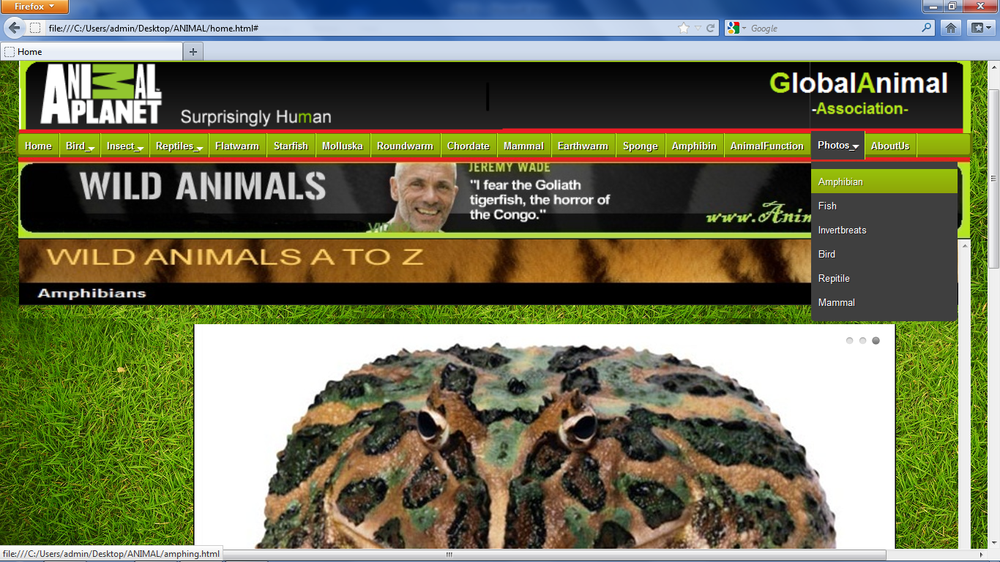 Firefox
file:///C:/Users/admin/Desktop/ANIMAL/home.html#
Google
Home
ANIMAL PLANET
Surprisingly Human
GlobalAnimal
-Association-
Home Bird Insect Reptiles Flatwarm Starfish Molluska Roundwarm Chordate Mammal Earthwarm Sponge Amphibin AnimalFunction Photos AboutUs
WILD ANIMALS
JEREMY WADE
"I fear the Goliath
tigerfish, the horror of
the Congo."
www.Anim
Amphibian
Fish
Invertbreats
Bird
Repitile
Mammal
WILD ANIMALS A TO Z
Amphibians
file:///C:/Users/admin/Desktop/ANIMAL/amphing.html